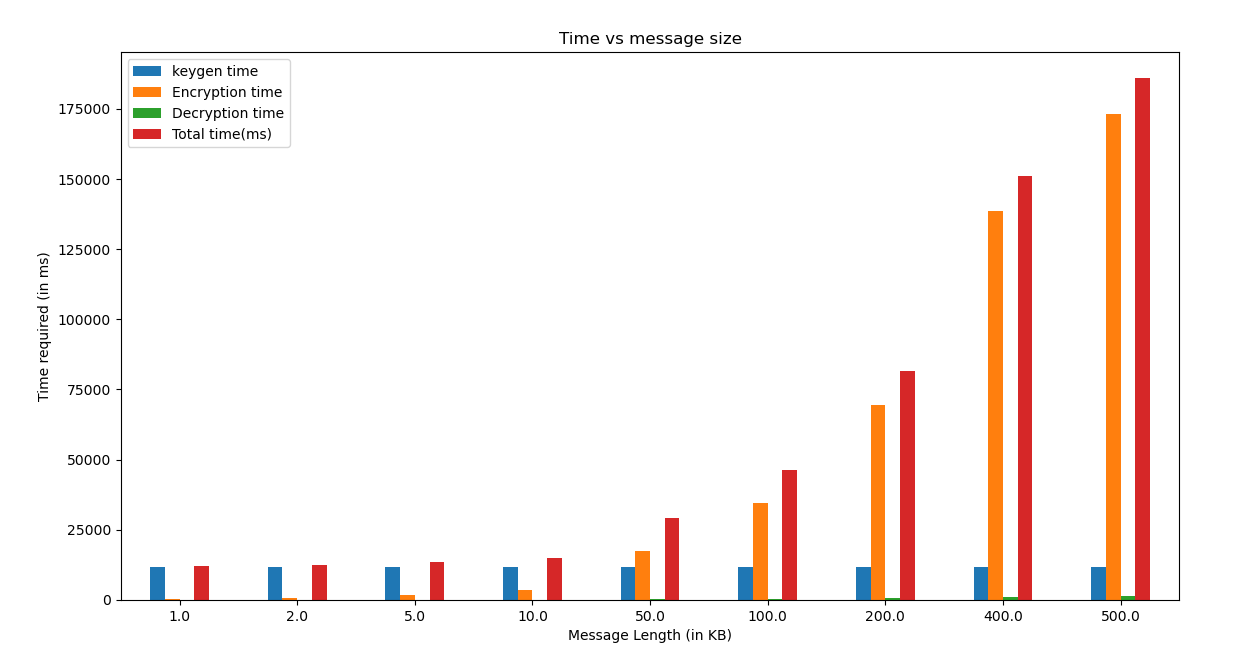 Time vs message size
keygen time
Encryption time
Decryption time
Total time(ms)
175000
150000
125000
100000
75000
50000
25000
0
Time required (in ms)
1.0 2.0 5.0 10.0 50.0 100.0 200.0 400.0 500.0
Message Length (in KB)